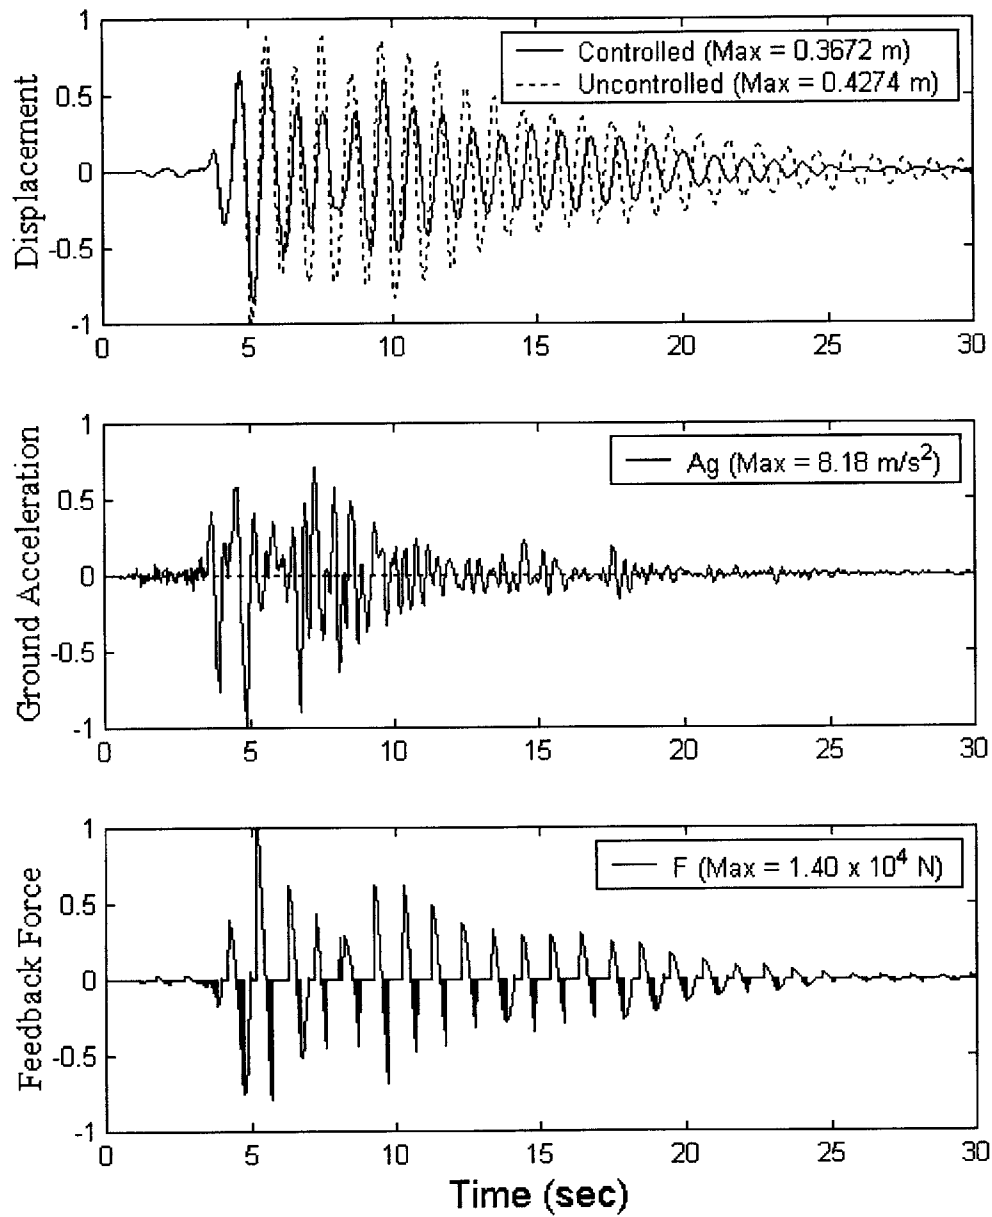 Displacement
1
0.5
0
-0.5
-1
Controlled (Max = 0.3672 m)
Uncontrolled (Max = 0.4274 m)
0 5 10 15 20 25 30
Ground Acceleration
1
0.5
0
-0.5
-1
Ag (Max = 8.18 m/s²)
0 5 10 15 20 25 30
Feedback Force
1
0.5
0
-0.5
-1
F (Max = 1.40 x 10⁴ N)
0 5 10 15 20 25 30
Time (sec)